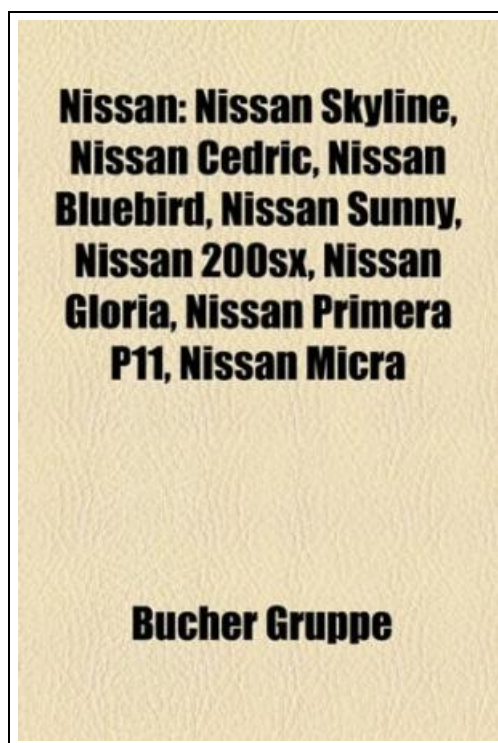 Nissan: Nissan Skyline,
Nissan Cedric, Nissan
Bluebird, Nissan Sunny,
Nissan 200sx, Nissan
Gloria, Nissan Primera
P11, Nissan Micra
Bucher Gruppe